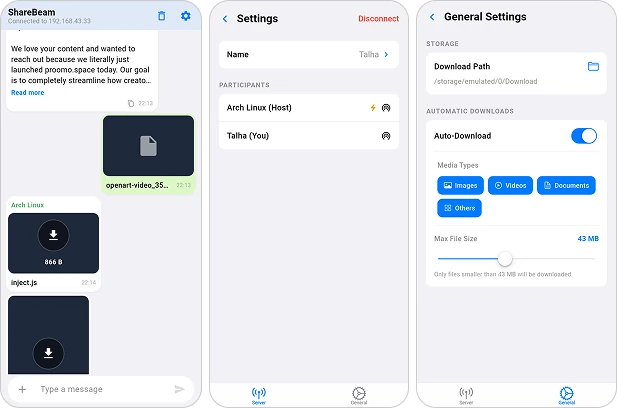 ShareBeam
Connected to 192.168.43.33
We love your content and wanted to
reach out because we literally just
launched proomo.space today. Our goal
is to completely streamline how creato...
Read more
22:13
openart-video_35... 22:13
Arch Linux
866 B
inject.js 22:14
Type a message
Settings Disconnect
Name Talha
PARTICIPANTS
Arch Linux (Host)
Talha (You)
Server General
General Settings
STORAGE
Download Path
/storage/emulated/0/Download
AUTOMATIC DOWNLOADS
Auto-Download
Media Types
Images Videos Documents
Others
Max File Size 43 MB
Only files smaller than 43 MB will be downloaded
Server General